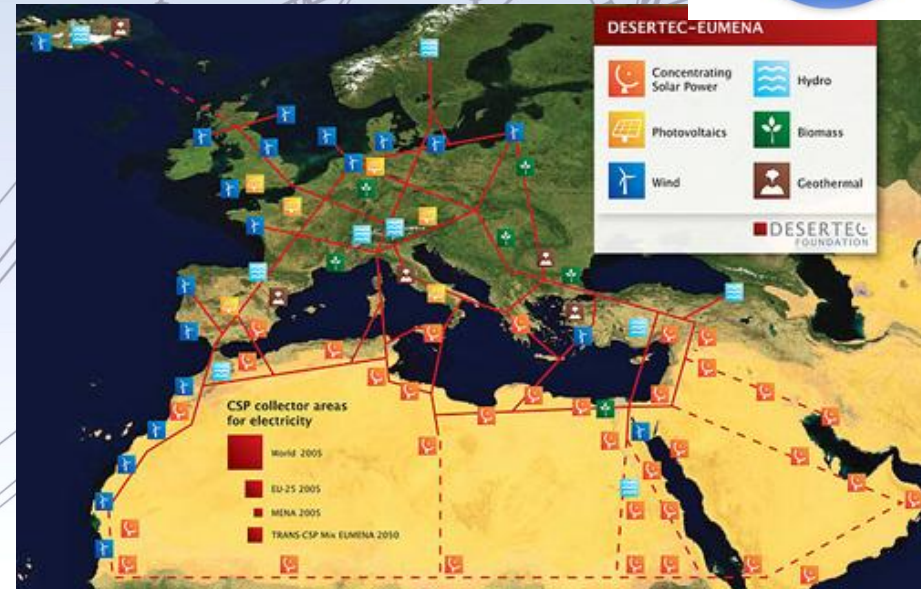 DESERTEC-EUMENA
Concentrating
Solar Power
Hydro
Photovoltaics
Biomass
Wind
Geothermal
DESERTEC
FOUNDATION
CSP collector areas
for electricity
World 2005
EU-25 2005
MENA 2005
TRANS-CSP Mix EUMENA 2050